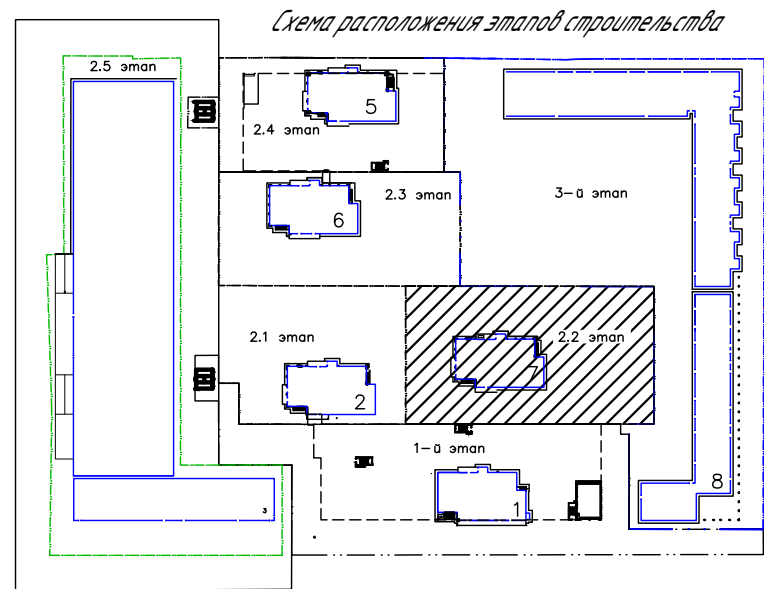 Схема расположения этапов строительства
2.5 этап
5
2.4 этап
2.3 этап
3-й этап
6
2.1 этап
2.2 этап
7
2
1-й этап
8
1
3